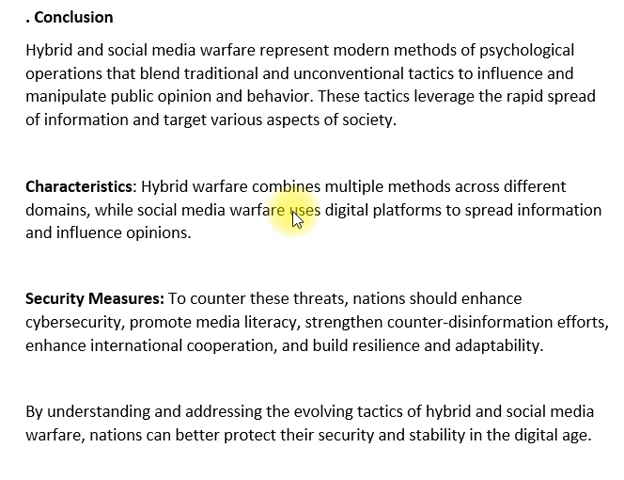 . Conclusion
Hybrid and social media warfare represent modern methods of psychological
operations that blend traditional and unconventional tactics to influence and
manipulate public opinion and behavior. These tactics leverage the rapid spread
of information and target various aspects of society.
Characteristics: Hybrid warfare combines multiple methods across different
domains, while social media warfare uses digital platforms to spread information
and influence opinions.
Security Measures: To counter these threats, nations should enhance
cybersecurity, promote media literacy, strengthen counter-disinformation efforts,
enhance international cooperation, and build resilience and adaptability.
By understanding and addressing the evolving tactics of hybrid and social media
warfare, nations can better protect their security and stability in the digital age.